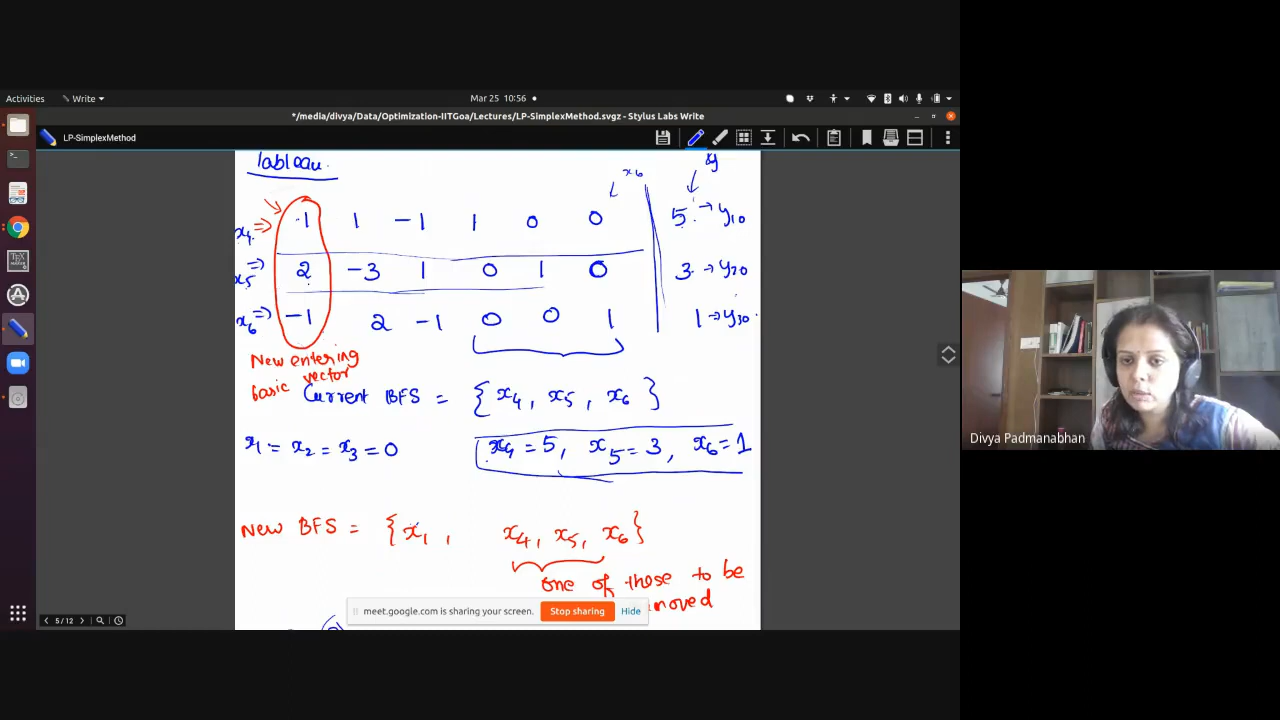 Activities Write Mar 25 10:56
*/media/divya/Data/Optimization-IITGoa/Lectures/LP-SimplexMethod.svgz - Stylus Labs Write
LP-SimplexMethod
Tableau
x6 y
x4 ⇒ 1 1 -1 1 0 0 5 → y10
x5 ⇒ 2 -3 1 0 1 0 3 → y20
x6 ⇒ -1 2 -1 0 0 1 1 → y30
New entering
basic vector
Current BFS = {x4, x5, x6}
x1 = x2 = x3 = 0 x4 = 5, x5 = 3, x6 = 1
New BFS = {x1, x4, x5, x6}
one of these to be
moved
meet.google.com is sharing your screen. Stop sharing Hide
5/12
Divya Padmanabhan